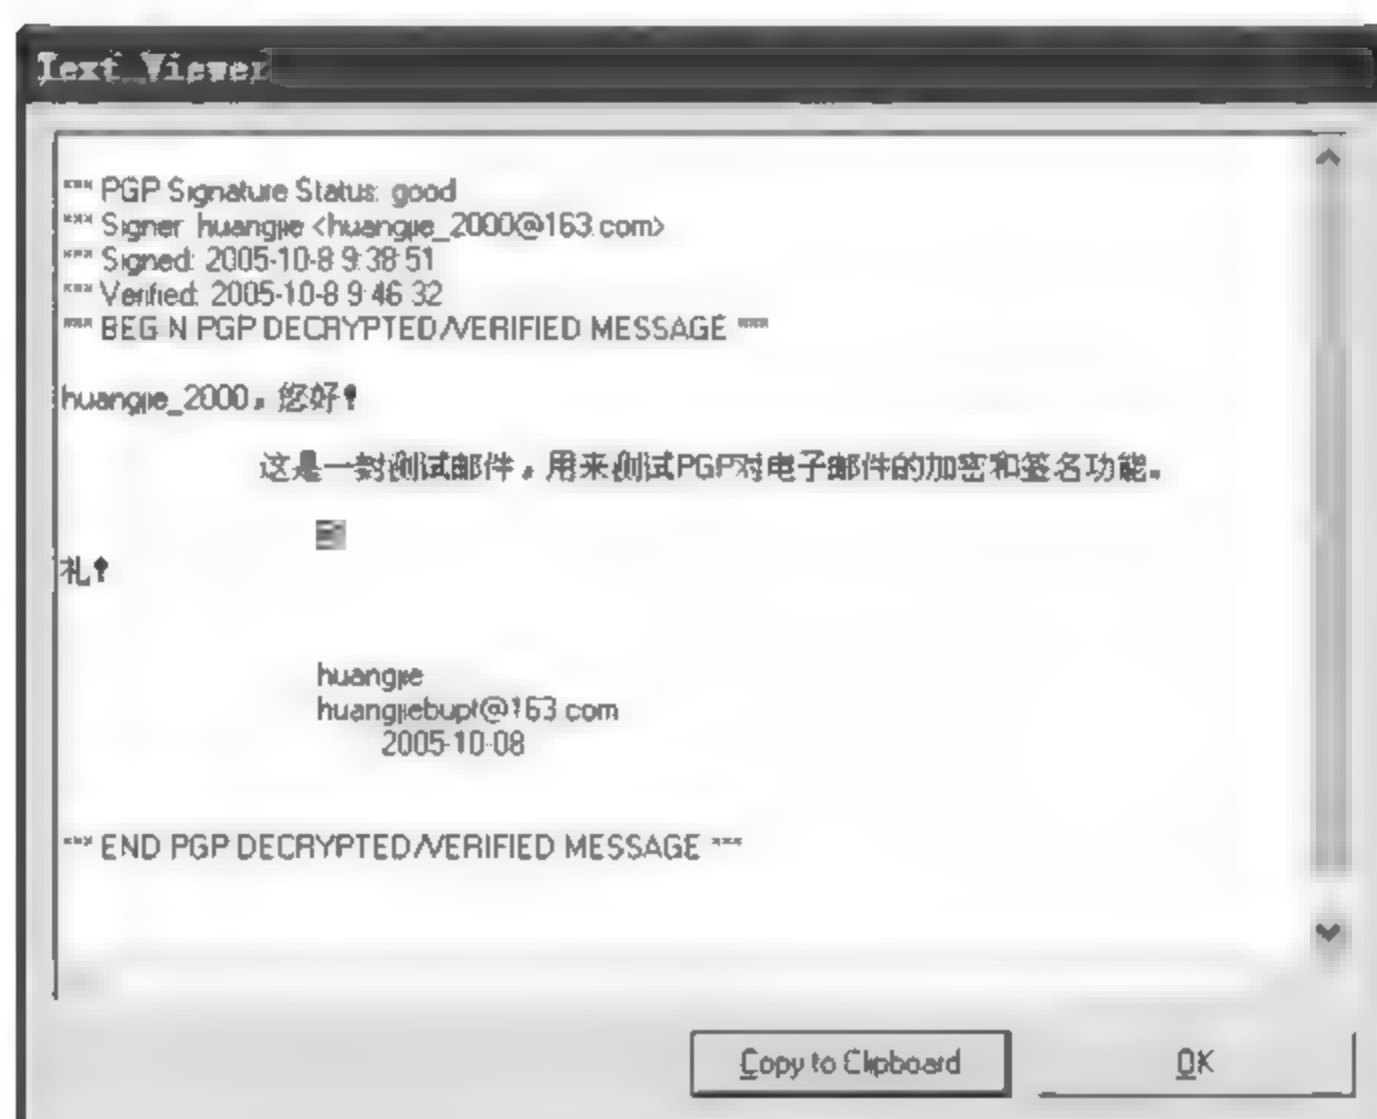 Text Viewer
*** PGP Signature Status: good
*** Signer: huangjie <huangjie_2000@163.com>
*** Signed: 2005-10-8 9:38:51
*** Verified: 2005-10-8 9:46:32
*** BEGIN PGP DECRYPTED/VERIFIED MESSAGE ***
huangjie_2000，您好！
这是一封测试邮件，用来测试PGP对电子邮件的加密和签名功能。
礼！
huangjie
huangjiebupt@163.com
2005-10-08
*** END PGP DECRYPTED/VERIFIED MESSAGE ***
Copy to Clipboard
OK